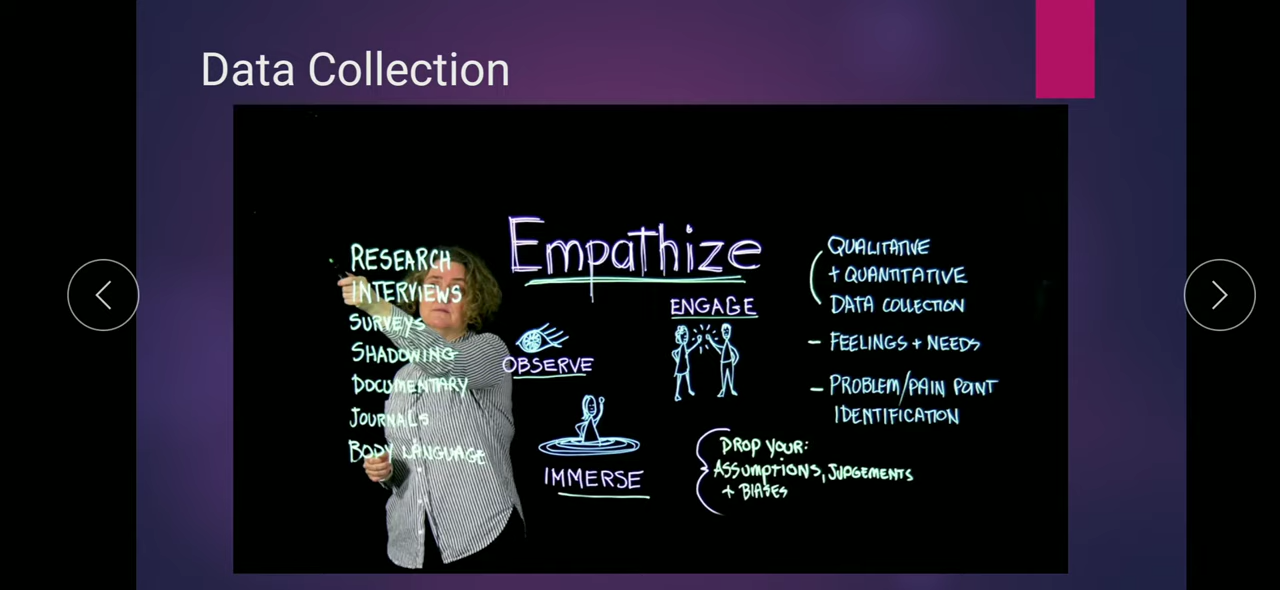 Data Collection
Empathize
RESEARCH
INTERVIEWS
SURVEYS
SHADOWING
DOCUMENTARY
JOURNALS
BODY LANGUAGE
OBSERVE
ENGAGE
IMMERSE
QUALITATIVE
+ QUANTITATIVE
DATA COLLECTION
- FEELINGS + NEEDS
- PROBLEM/PAIN POINT
IDENTIFICATION
DROP YOUR:
ASSUMPTIONS, JUDGEMENTS
+ BIASES